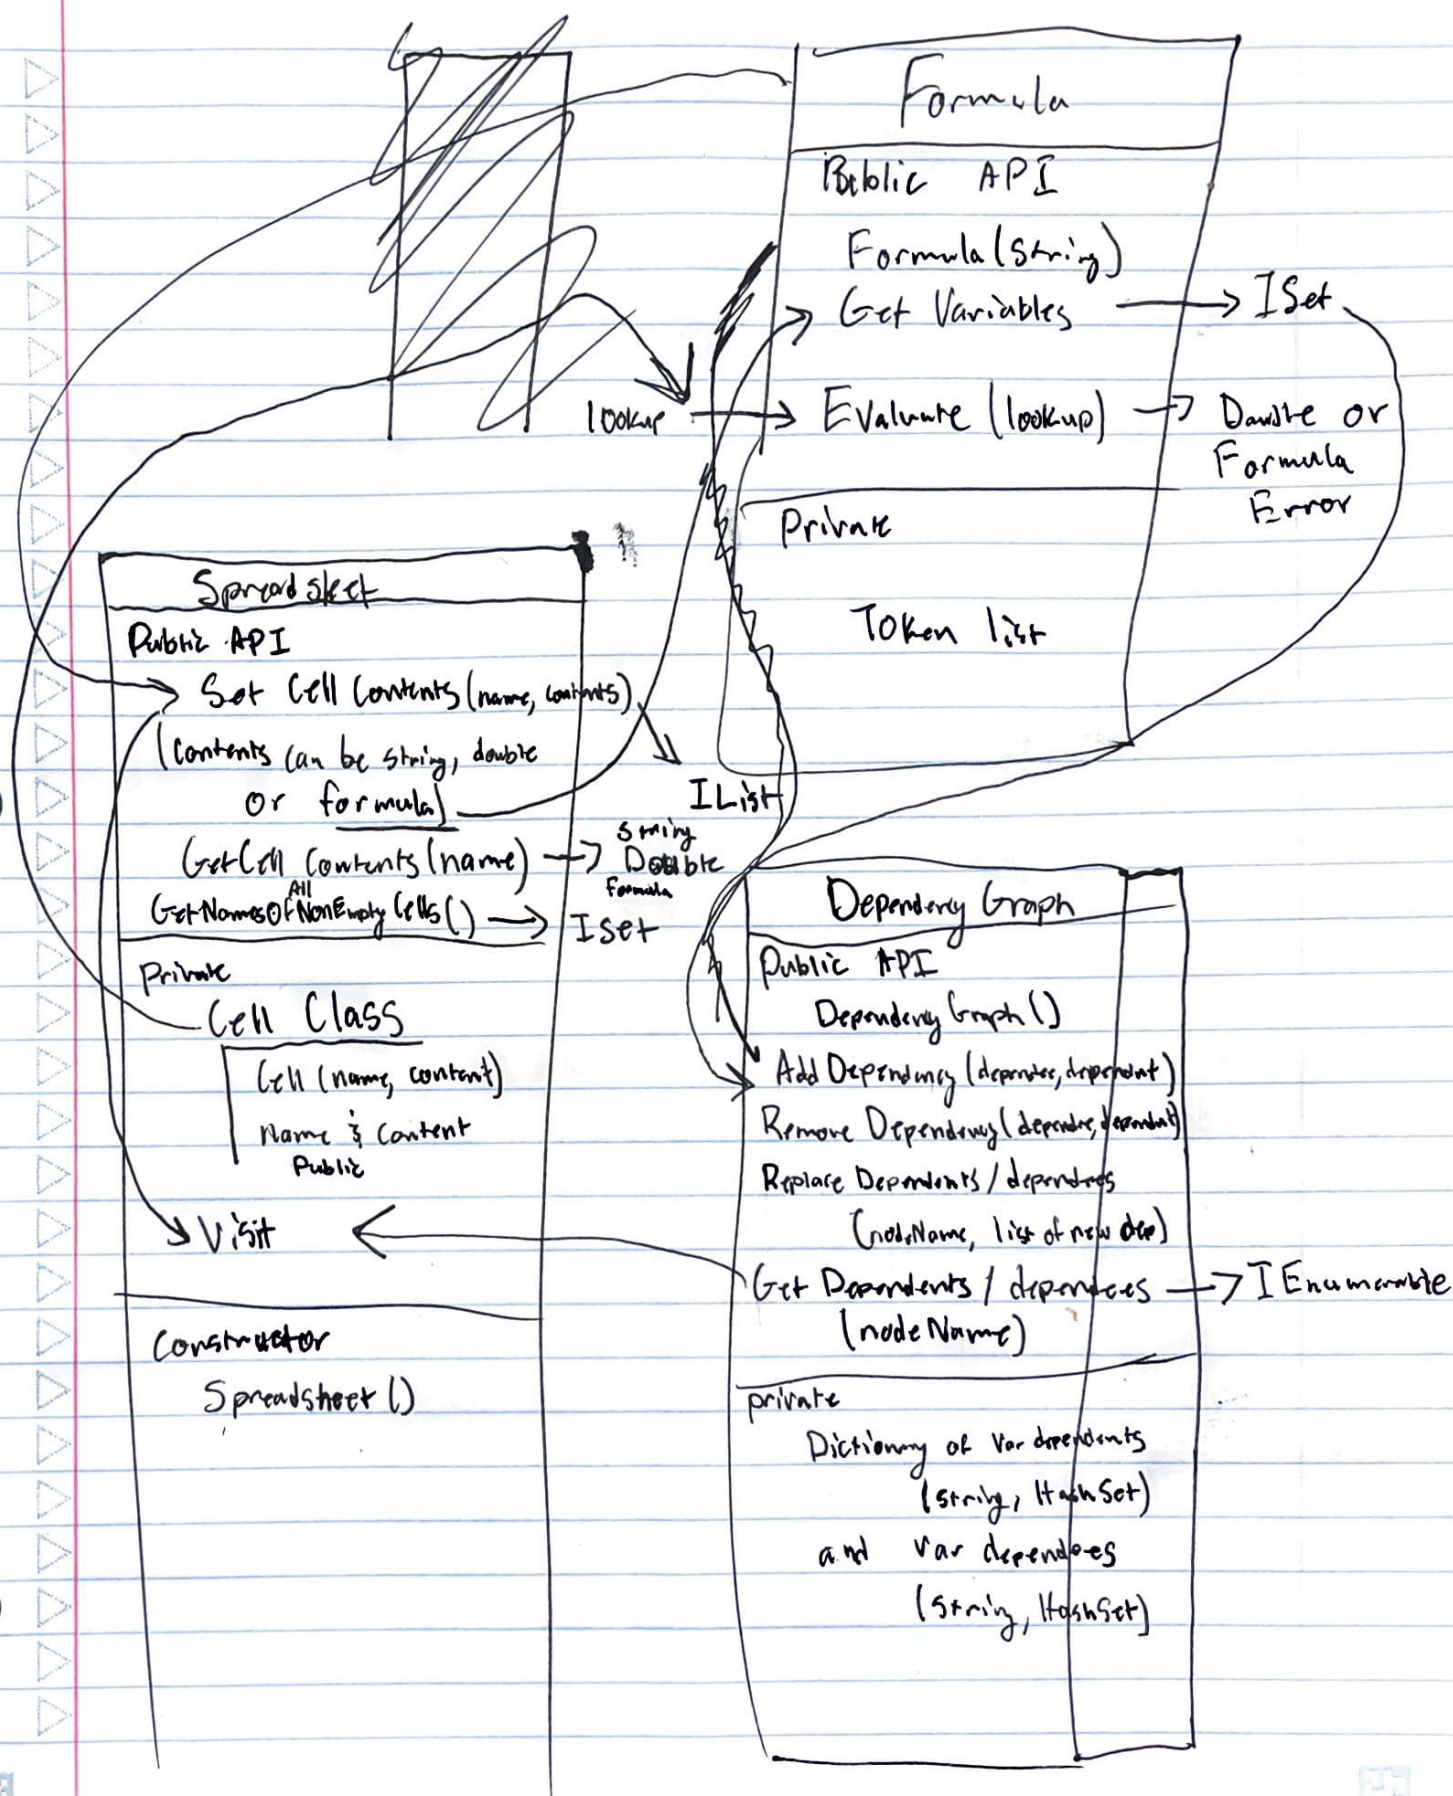 Formula
Public API
Formula(string)
Get Variables
ISet
lookup
Evaluate (lookup)
Double or
Formula
Error
Private
Token list
Spreadsheet
Public API
Set Cell Contents (name, contents)
(contents can be string, double
or formula)
IList
GetCell Contents (name)
string
Double
formula
GetNamesOfAllNonEmpty Cells()
Iset
private
Cell Class
Cell (name, content)
Name & Content
Public
Visit
Constructor
Spreadsheet()
Dependency Graph
Public API
Dependency Graph()
Add Dependency (dependee, dependent)
Remove Dependency (dependee, dependent)
Replace Dependents / dependees
(nodeName, list of new dep)
Get Dependents / dependees
(nodeName)
IEnumerable
private
Dictionary of var dependents
(string, HashSet)
and var dependees
(string, HashSet)